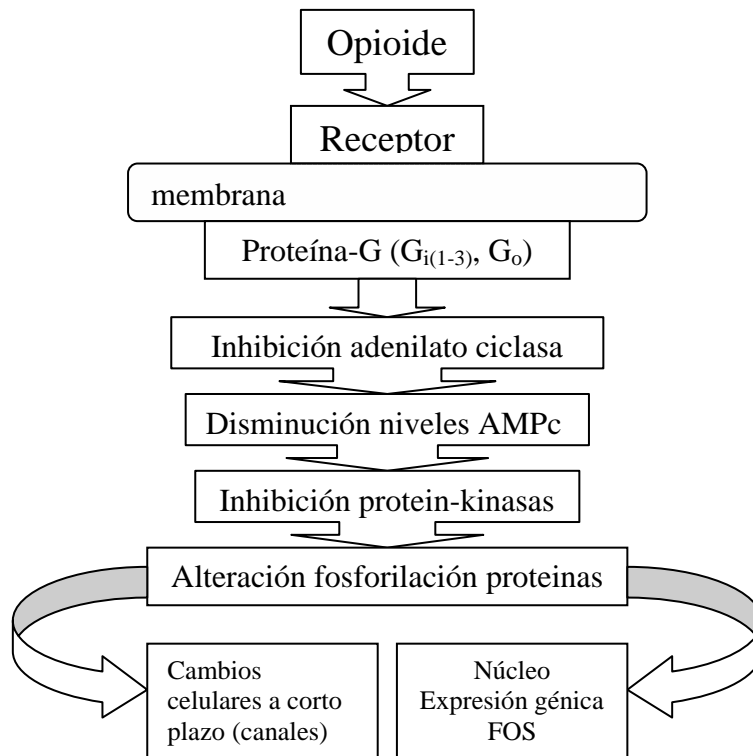 Opioide
Receptor
membrana
Proteína-G (Gi(1-3), Go)
Inhibición adenilato ciclasa
Disminución niveles AMPc
Inhibición protein-kinasas
Alteración fosforilación proteinas
Cambios
celulares a corto
plazo (canales)
Núcleo
Expresión génica
FOS